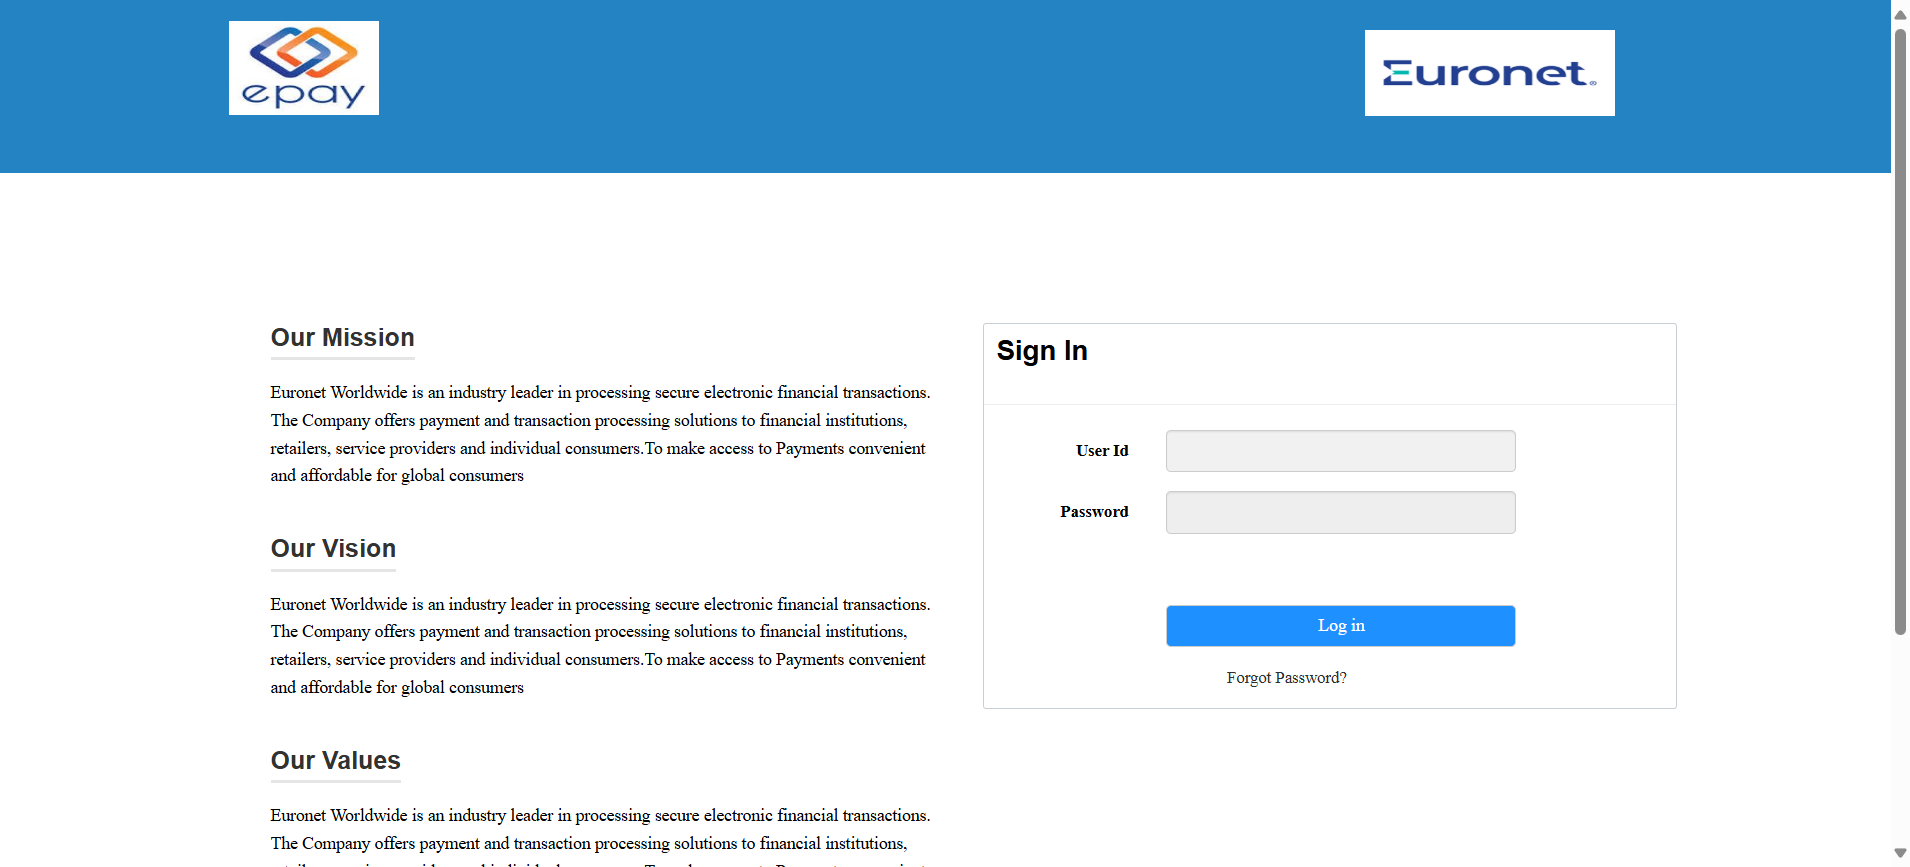 epay
Euronet
Our Mission
Euronet Worldwide is an industry leader in processing secure electronic financial transactions.
The Company offers payment and transaction processing solutions to financial institutions,
retailers, service providers and individual consumers.To make access to Payments convenient
and affordable for global consumers
Our Vision
Euronet Worldwide is an industry leader in processing secure electronic financial transactions.
The Company offers payment and transaction processing solutions to financial institutions,
retailers, service providers and individual consumers.To make access to Payments convenient
and affordable for global consumers
Our Values
Euronet Worldwide is an industry leader in processing secure electronic financial transactions.
The Company offers payment and transaction processing solutions to financial institutions,
Sign In
User Id
Password
Log in
Forgot Password?